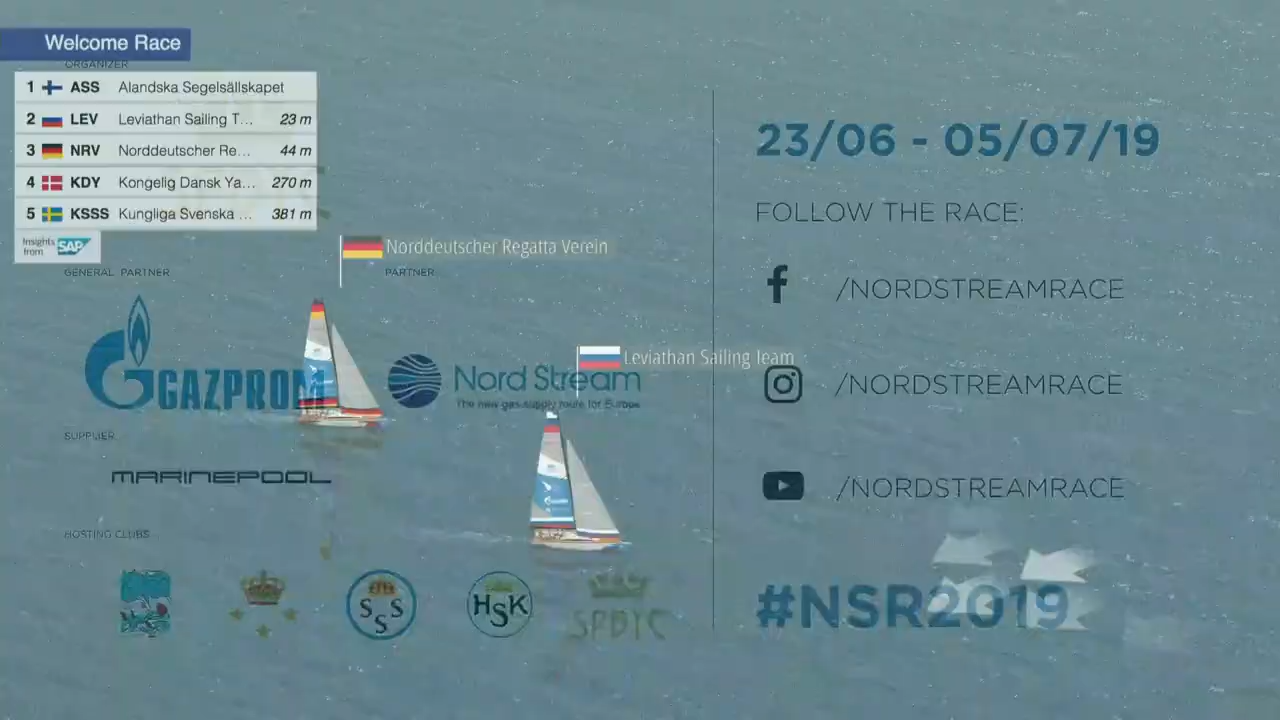 Welcome Race
ORGANIZER
1 ASS Alandska Segelsällskapet
2 LEV Leviathan Sailing T... 23 m
3 NRV Norddeutscher Re... 44 m
4 KDY Kongelig Dansk Ya... 270 m
5 KSSS Kungliga Svenska ... 381 m
Insights from SAP
Norddeutscher Regatta Verein
GENERAL PARTNER
PARTNER
GAZPROM
Leviathan Sailing Team
Nord Stream
The new gas supply route for Europe
SUPPLIER
MARINEPOOL
HOSTING CLUBS
SSS
HSK
SPBYC
23/06 - 05/07/19
FOLLOW THE RACE:
/NORDSTREAMRACE
/NORDSTREAMRACE
/NORDSTREAMRACE
#NSR2019